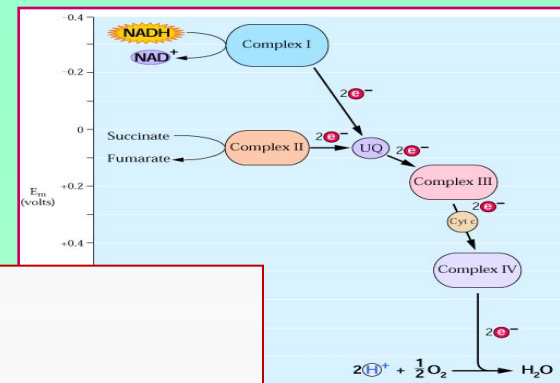 −0.4
NADH
NAD+
Complex I
−0.2
2e−
0
Succinate
Fumarate
Complex II
2e−
UQ
2e−
Complex III
+0.2
Em
(volts)
2e−
Cyt c
+0.4
Complex IV
2e−
2H+ + 1/2 O2 → H2O